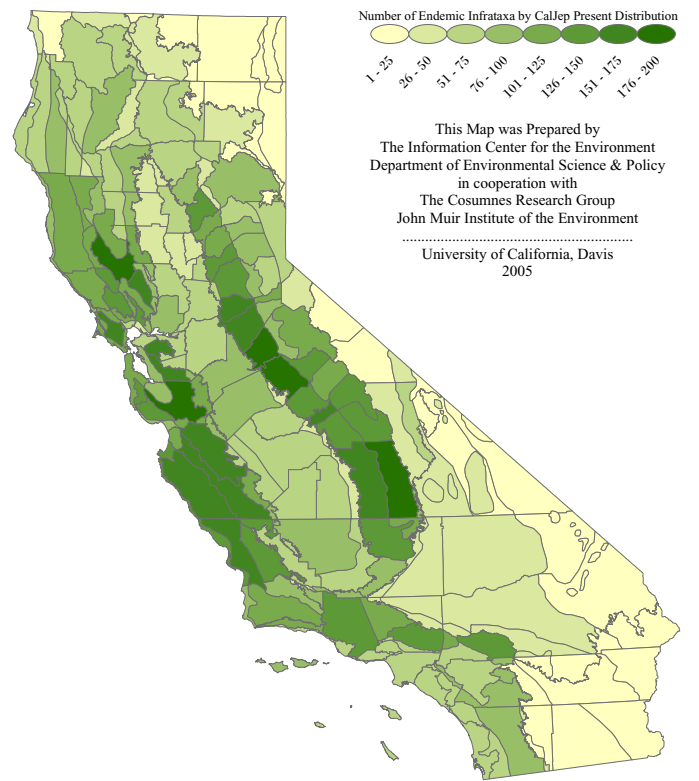 Number of Endemic Infrataxa by CalJep Present Distribution
1 - 25
26 - 50
51 - 75
76 - 100
101 - 125
126 - 150
151 - 175
176 - 200
This Map was Prepared by
The Information Center for the Environment
Department of Environmental Science & Policy
in cooperation with
The Cosumnes Research Group
John Muir Institute of the Environment
......................................................
University of California, Davis
2005